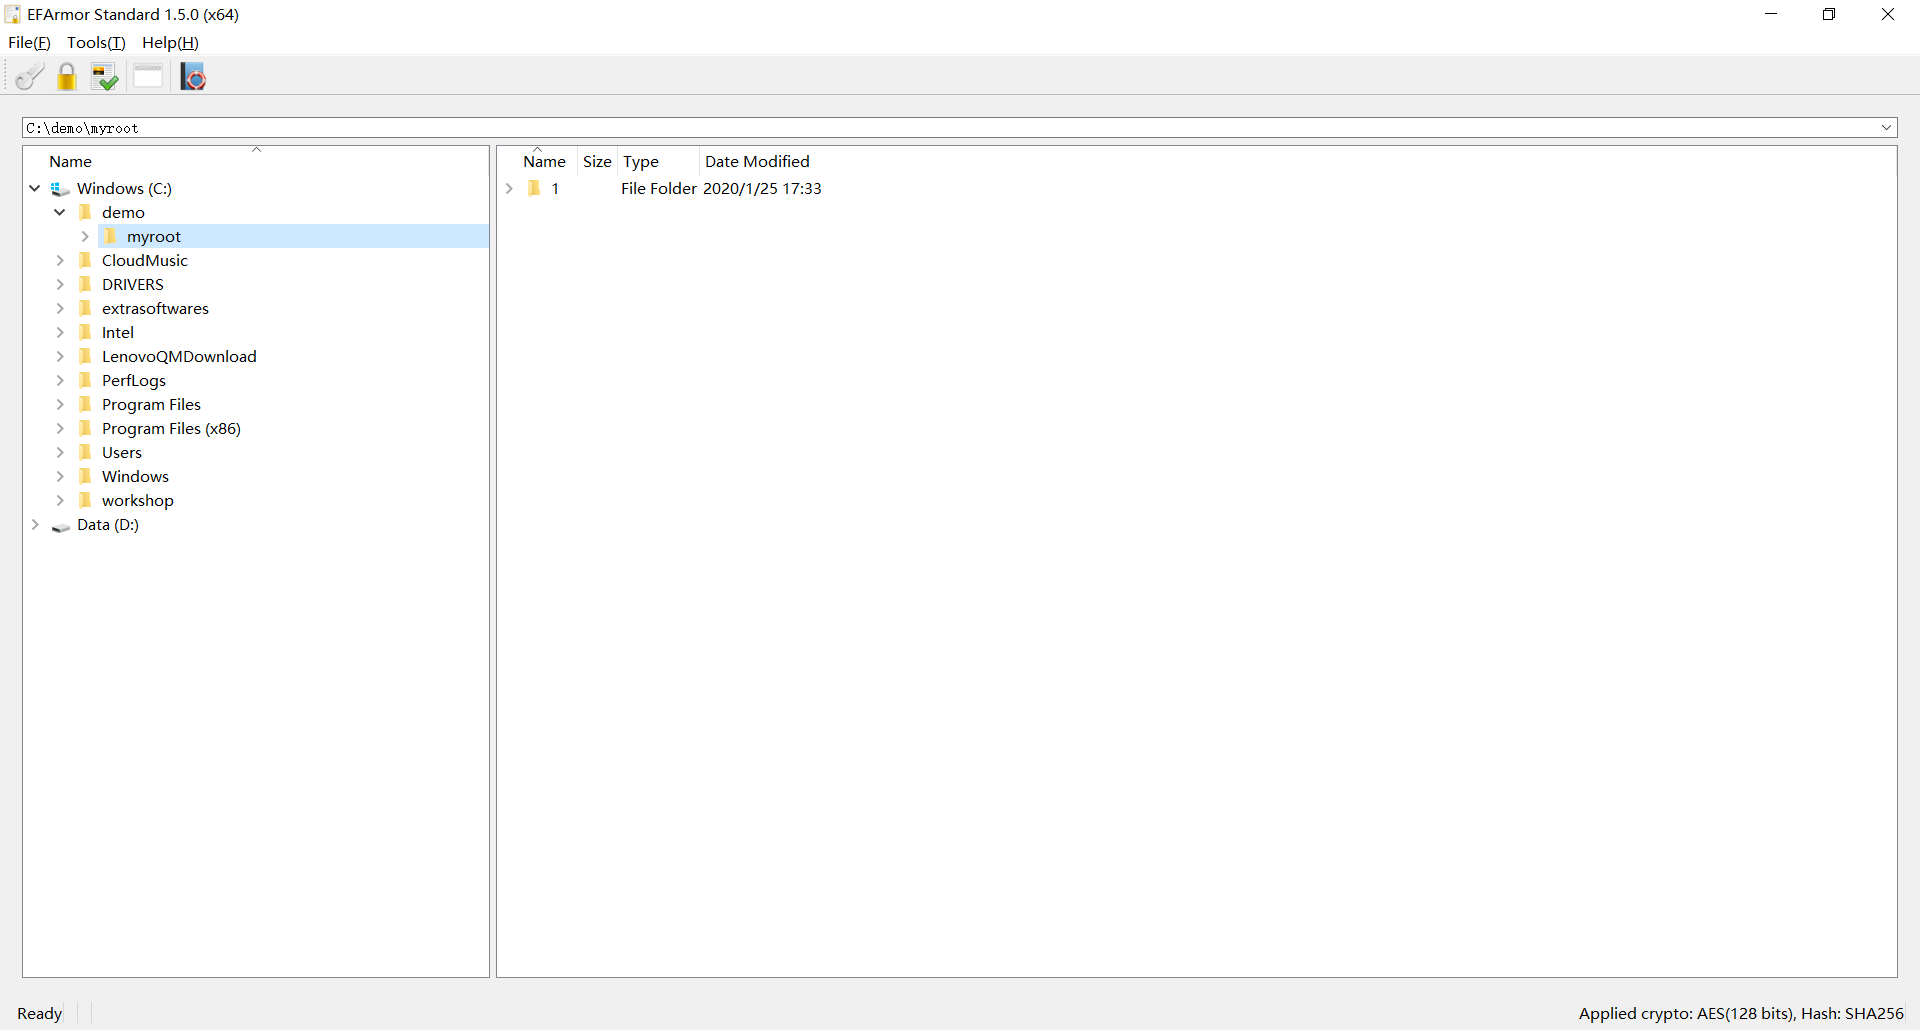 EFArmor Standard 1.5.0 (x64)
File(F) Tools(T) Help(H)
C:\demo\myroot
Name
Windows (C:)
demo
myroot
CloudMusic
DRIVERS
extrasoftwares
Intel
LenovoQMDownload
PerfLogs
Program Files
Program Files (x86)
Users
Windows
workshop
Data (D:)
Name Size Type Date Modified
1 File Folder 2020/1/25 17:33
Ready
Applied crypto: AES(128 bits), Hash: SHA256